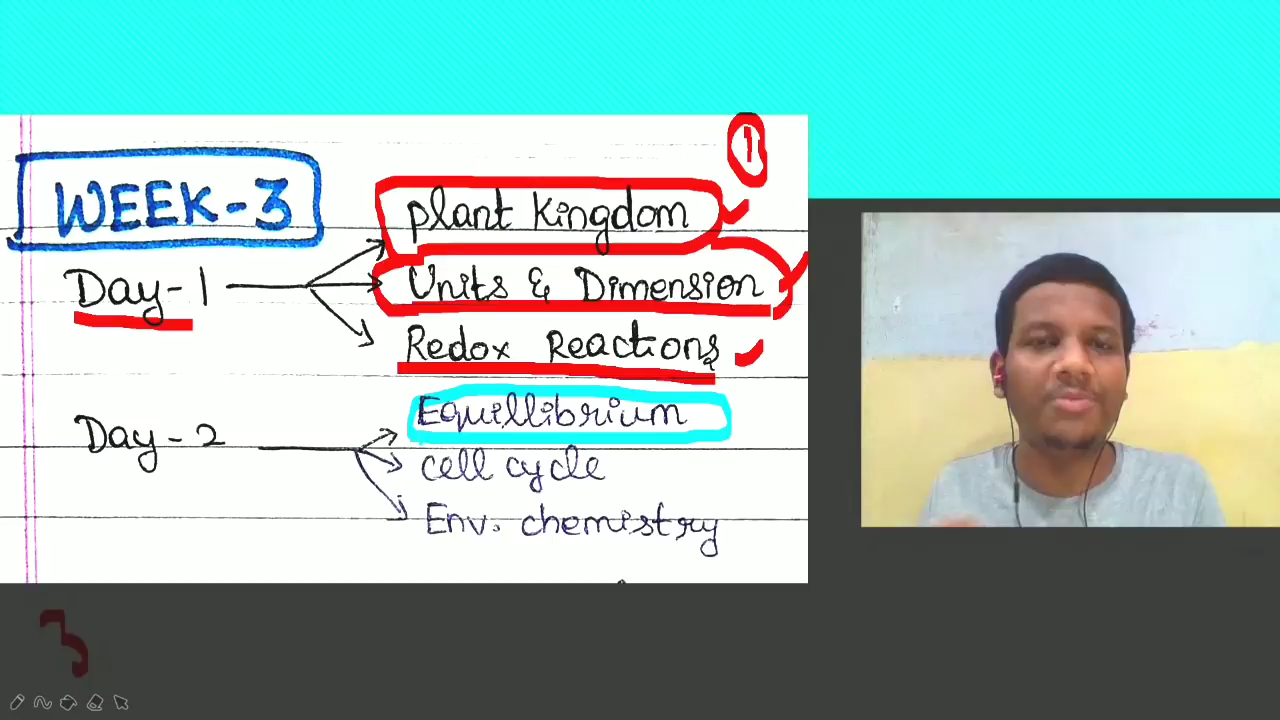 1
WEEK-3
Plant Kingdom
Day-1
Units & Dimension
Redox Reactions
Day-2
Equillibrium
cell cycle
Env. chemistry